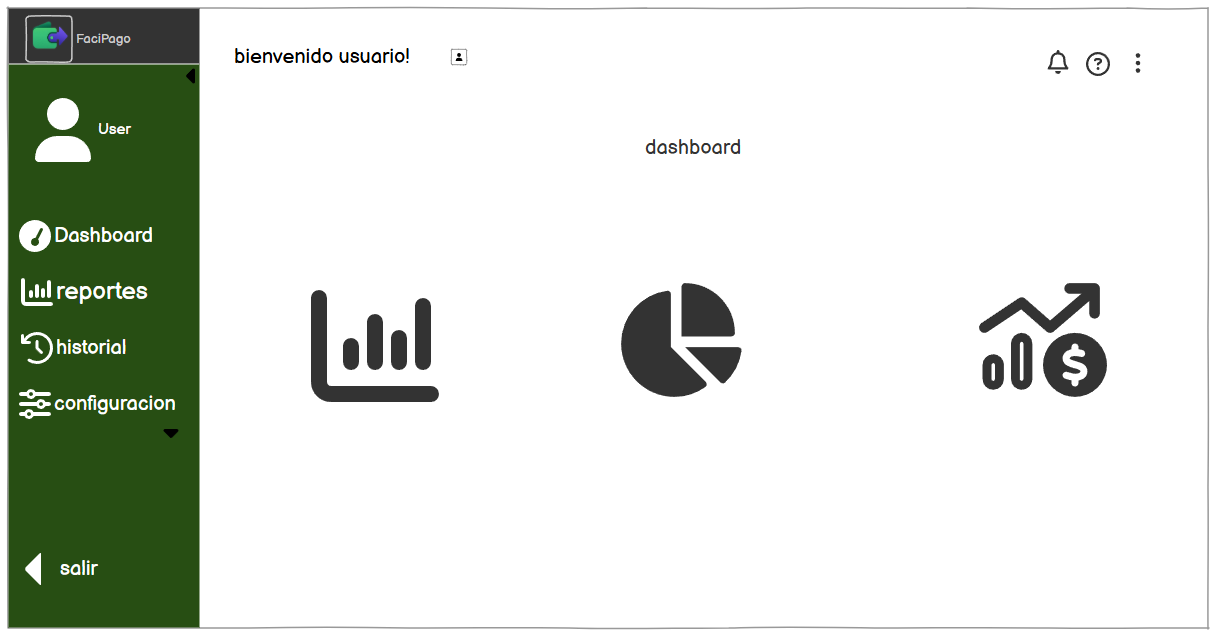 FaciPago
bienvenido usuario!
User
dashboard
Dashboard
reportes
historial
configuracion
salir